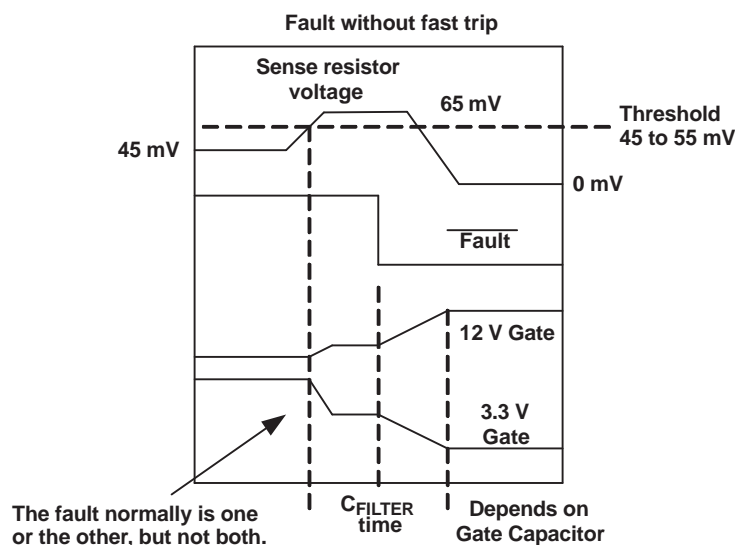 Fault without fast trip
Sense resistor
voltage
65 mV
Threshold
45 to 55 mV
45 mV
0 mV
Fault
12 V Gate
3.3 V
Gate
The fault normally is one
or the other, but not both.
CFILTER
time
Depends on
Gate Capacitor